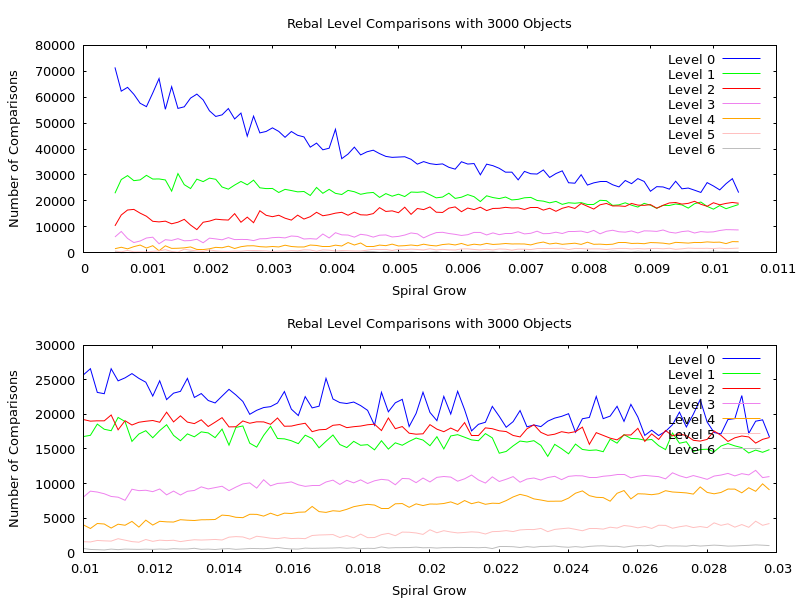 Rebal Level Comparisons with 3000 Objects
80000
70000
60000
50000
40000
30000
20000
10000
0
Number of Comparisons
Level 0
Level 1
Level 2
Level 3
Level 4
Level 5
Level 6
0 0.001 0.002 0.003 0.004 0.005 0.006 0.007 0.008 0.009 0.01 0.011
Spiral Grow
Rebal Level Comparisons with 3000 Objects
30000
25000
20000
15000
10000
5000
0
Number of Comparisons
Level 0
Level 1
Level 2
Level 3
Level 4
Level 5
Level 6
0.01 0.012 0.014 0.016 0.018 0.02 0.022 0.024 0.026 0.028 0.03
Spiral Grow